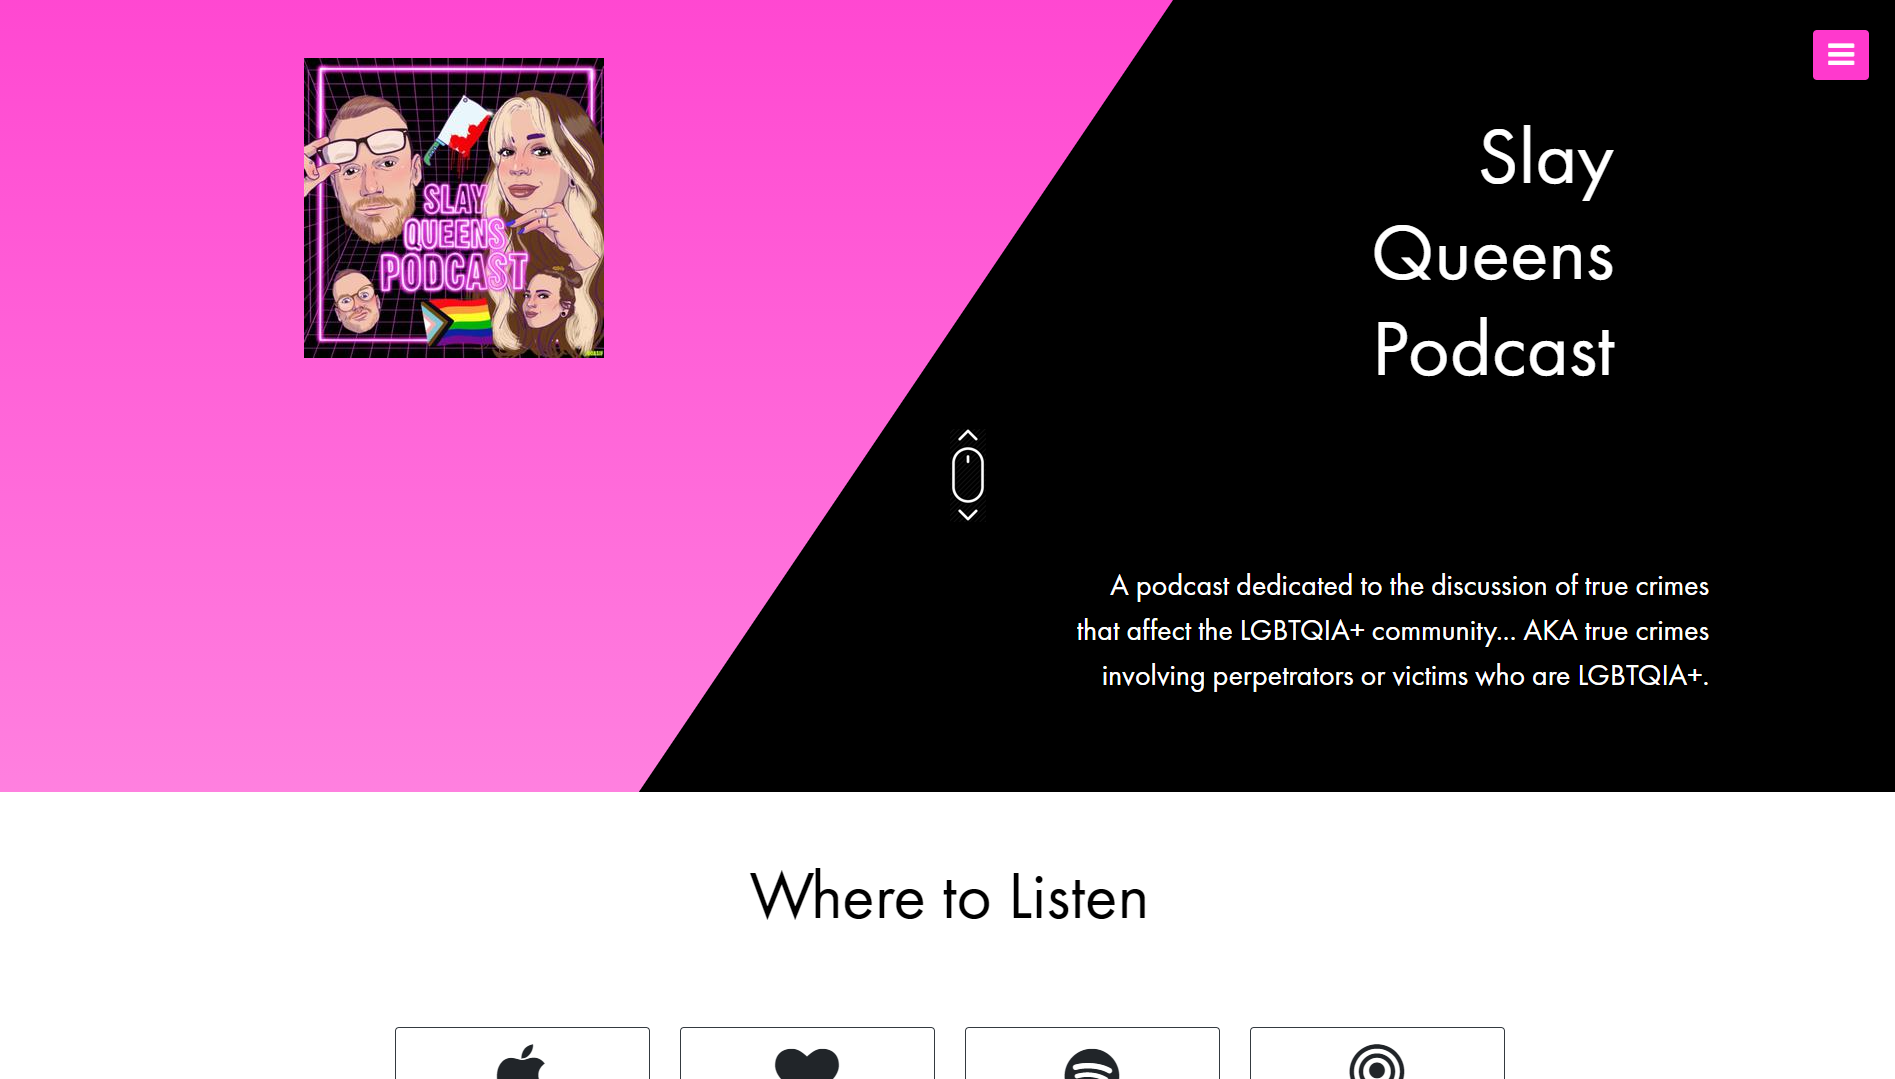 SLAY
QUEENS
PODCAST
Slay
Queens
Podcast
A podcast dedicated to the discussion of true crimes
that affect the LGBTQIA+ community... AKA true crimes
involving perpetrators or victims who are LGBTQIA+.
Where to Listen